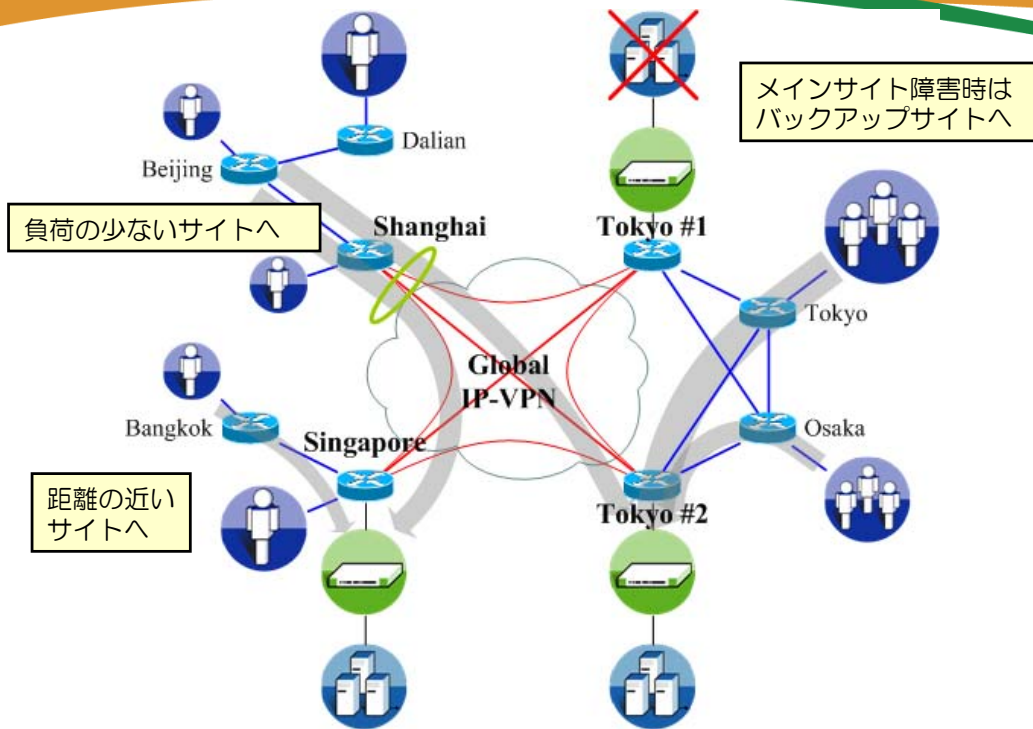 メインサイト障害時は
バックアップサイトへ
Dalian
Beijing
負荷の少ないサイトへ
Shanghai
Tokyo #1
Tokyo
Global
IP-VPN
Bangkok
Singapore
Osaka
距離の近い
サイトへ
Tokyo #2